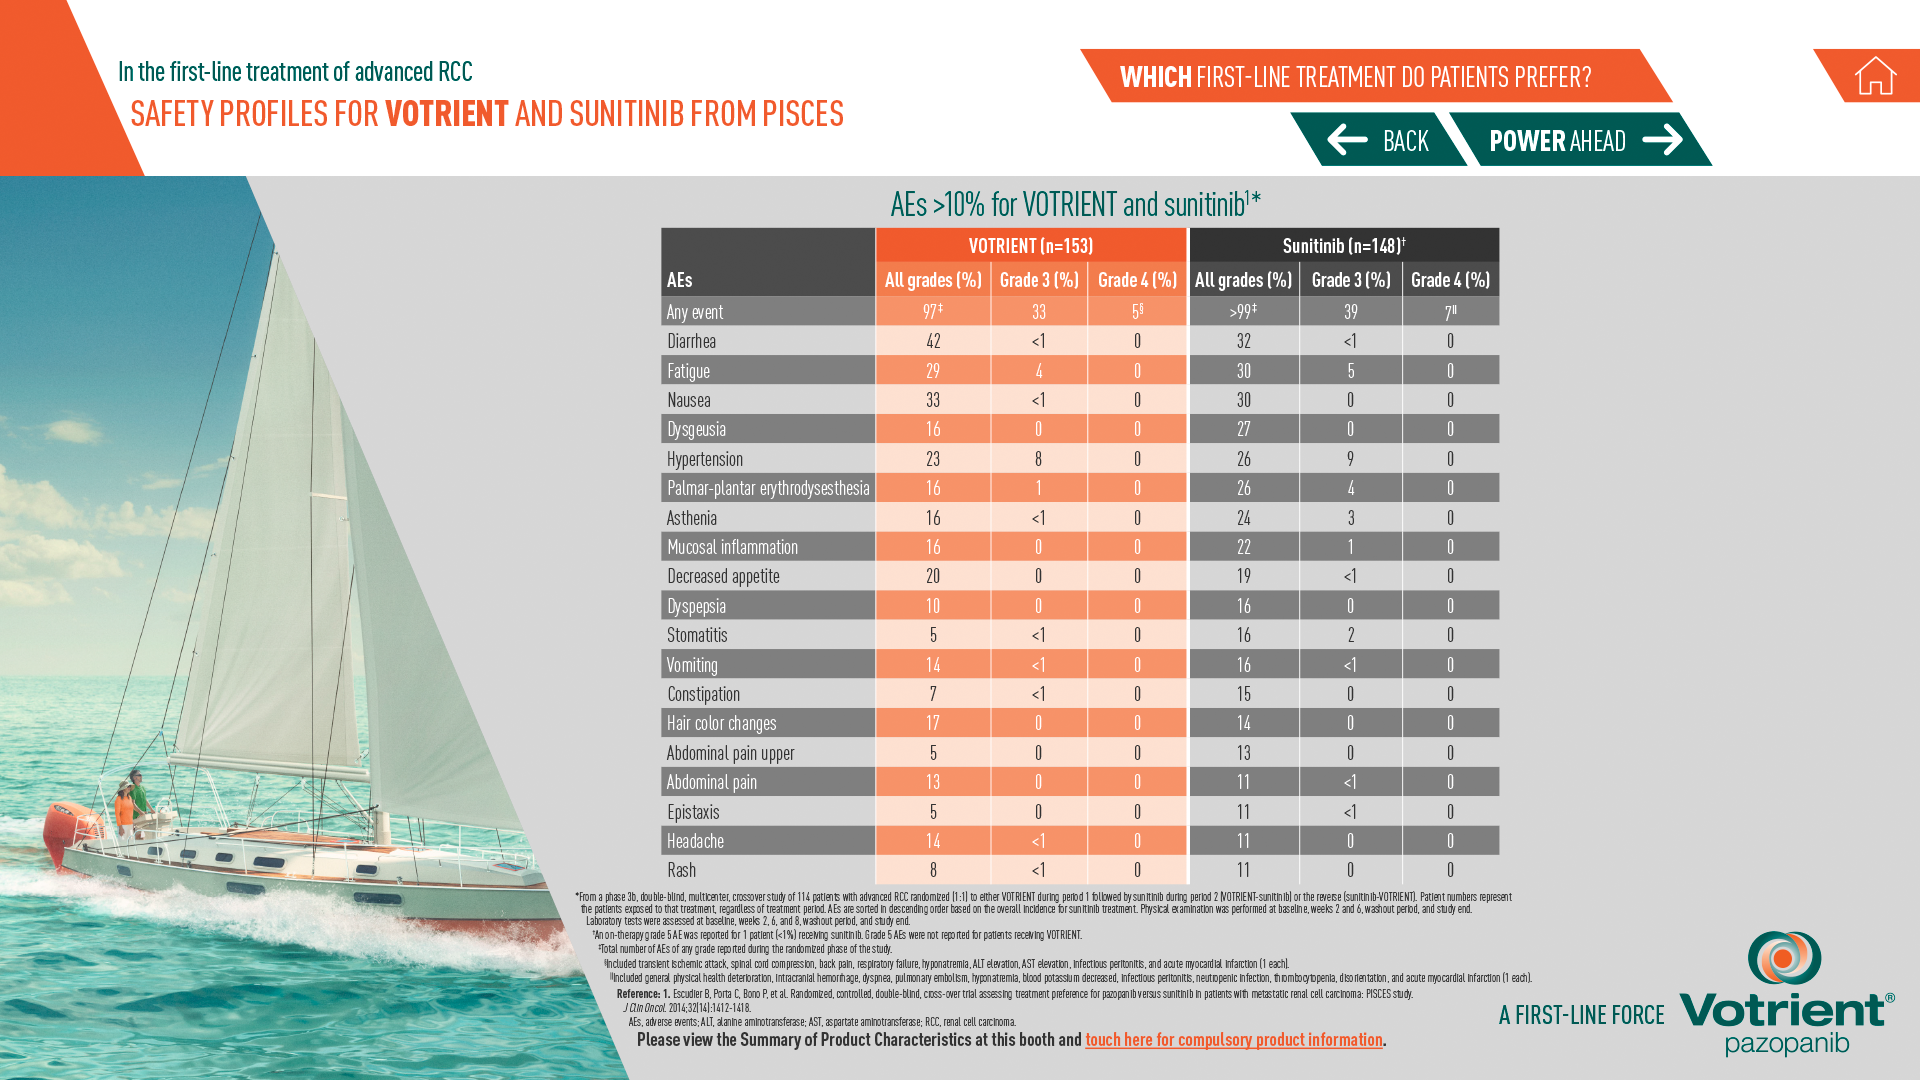 In the first-line treatment of advanced RCC
SAFETY PROFILES FOR VOTRIENT AND SUNITINIB FROM PISCES
WHICH FIRST-LINE TREATMENT DO PATIENTS PREFER?
BACK
POWER AHEAD
AEs >10% for VOTRIENT and sunitinib1*
VOTRIENT (n=153) Sunitinib (n=148)†
AEs All grades (%) Grade 3 (%) Grade 4 (%) All grades (%) Grade 3 (%) Grade 4 (%)
Any event 97‡ 33 5§ >99‡ 39 7||
Diarrhea 42 <1 0 32 <1 0
Fatigue 29 4 0 30 5 0
Nausea 33 <1 0 30 0 0
Dysgeusia 16 0 0 27 0 0
Hypertension 23 8 0 26 9 0
Palmar-plantar erythrodysesthesia 16 1 0 26 4 0
Asthenia 16 <1 0 24 3 0
Mucosal inflammation 16 0 0 22 1 0
Decreased appetite 20 0 0 19 <1 0
Dyspepsia 10 0 0 16 0 0
Stomatitis 5 <1 0 16 2 0
Vomiting 14 <1 0 16 <1 0
Constipation 7 <1 0 15 0 0
Hair color changes 17 0 0 14 0 0
Abdominal pain upper 5 0 0 13 0 0
Abdominal pain 13 0 0 11 <1 0
Epistaxis 5 0 0 11 <1 0
Headache 14 <1 0 11 0 0
Rash 8 <1 0 11 0 0
*From a phase 3b, double-blind, multicenter, crossover study of 114 patients with advanced RCC randomized (1:1) to either VOTRIENT during period 1 followed by sunitinib during period 2 (VOTRIENT-sunitinib) or the reverse (sunitinib-VOTRIENT). Patient numbers represent
the patients exposed to that treatment, regardless of treatment period. AEs are sorted in descending order based on the overall incidence for sunitinib treatment. Physical examination was performed at baseline, weeks 2 and 6, washout period, and study end.
Laboratory tests were assessed at baseline, weeks 2, 6, and 8, washout period, and study end.
†An on-therapy grade 5 AE was reported for 1 patient (<1%) receiving sunitinib. Grade 5 AEs were not reported for patients receiving VOTRIENT.
‡Total number of AEs of any grade reported during the randomized phase of the study.
§Included transient ischemic attack, spinal cord compression, back pain, respiratory failure, hyponatremia, ALT elevation, AST elevation, infectious peritonitis, and acute myocardial infarction (1 each).
||Included general physical health deterioration, intracranial hemorrhage, dyspnea, pulmonary embolism, hyponatremia, blood potassium decreased, infectious peritonitis, neutropenic infection, thrombocytopenia, disorientation, and acute myocardial infarction (1 each).
Reference: 1. Escudier B, Porta C, Bono P, et al. Randomized, controlled, double-blind, cross-over trial assessing treatment preference for pazopanib versus sunitinib in patients with metastatic renal cell carcinoma: PISCES study.
J Clin Oncol. 2014;32(14):1412-1418.
AEs, adverse events; ALT, alanine aminotransferase; AST, aspartate aminotransferase; RCC, renal cell carcinoma.
Please view the Summary of Product Characteristics at this booth and touch here for compulsory product information.
A FIRST-LINE FORCE
Votrient®
pazopanib